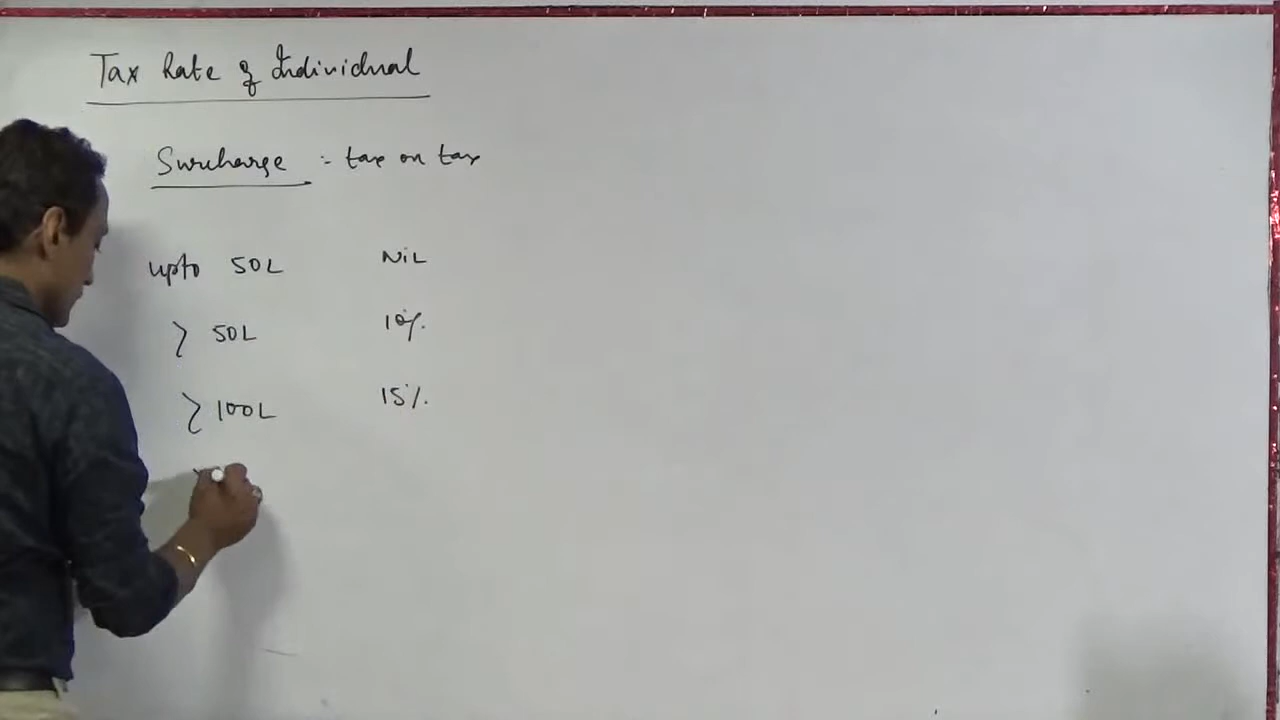 Tax Rate of Individual
Surcharge :- tax on tax
upto 50L NiL
> 50L 10%.
> 100L 15%.